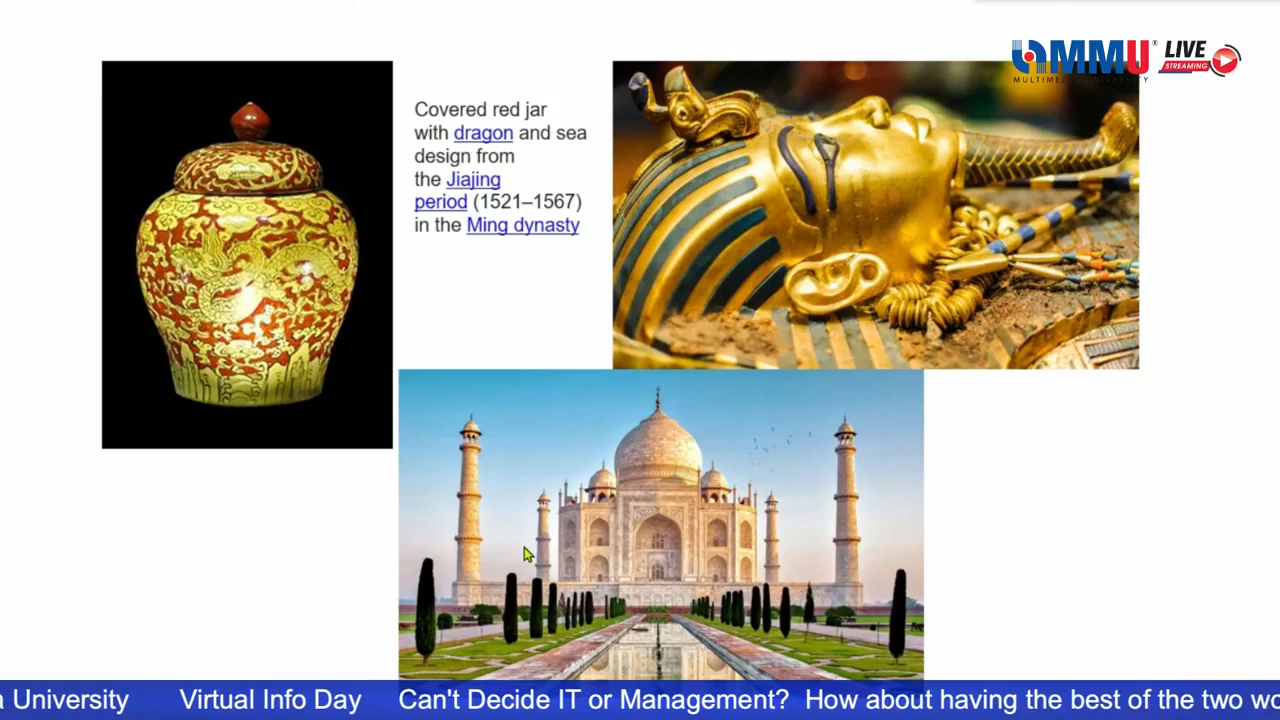 MMU
LIVE
STREAMING
Covered red jar
with dragon and sea
design from
the Jiajing
period (1521–1567)
in the Ming dynasty
University Virtual Info Day Can't Decide IT or Management? How about having the best of the two